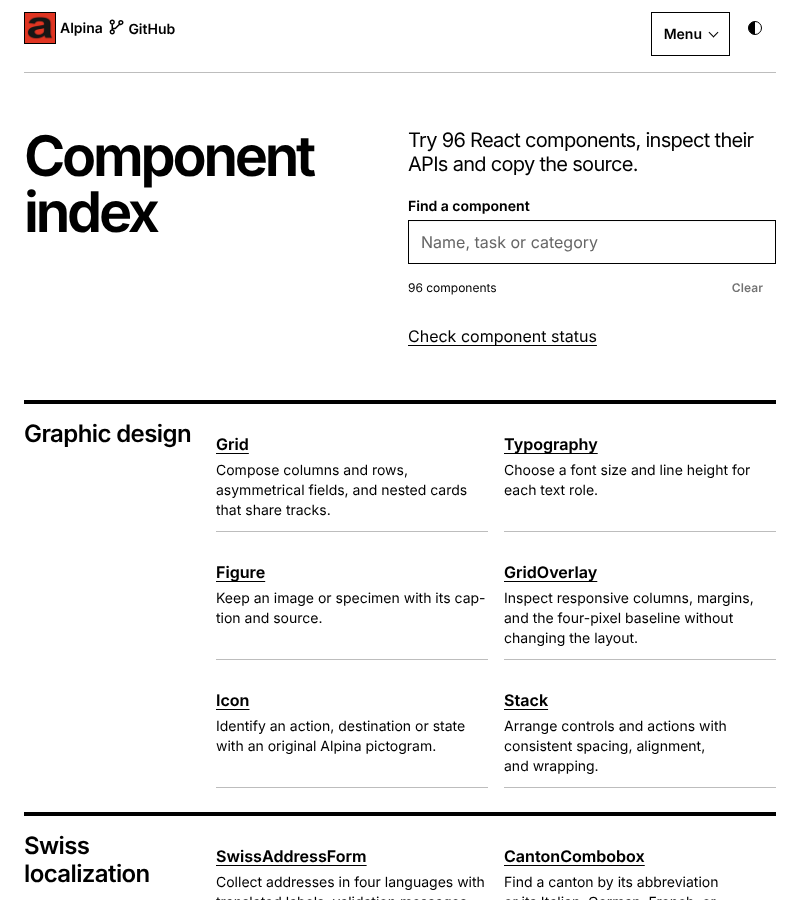 a Alpina GitHub
Menu
Component
index
Try 96 React components, inspect their
APIs and copy the source.
Find a component
Name, task or category
96 components
Clear
Check component status
Graphic design
Grid
Compose columns and rows,
asymmetrical fields, and nested cards
that share tracks.
Typography
Choose a font size and line height for
each text role.
Figure
Keep an image or specimen with its cap-
tion and source.
GridOverlay
Inspect responsive columns, margins,
and the four-pixel baseline without
changing the layout.
Icon
Identify an action, destination or state
with an original Alpina pictogram.
Stack
Arrange controls and actions with
consistent spacing, alignment,
and wrapping.
Swiss
localization
SwissAddressForm
Collect addresses in four languages with
CantonCombobox
Find a canton by its abbreviation